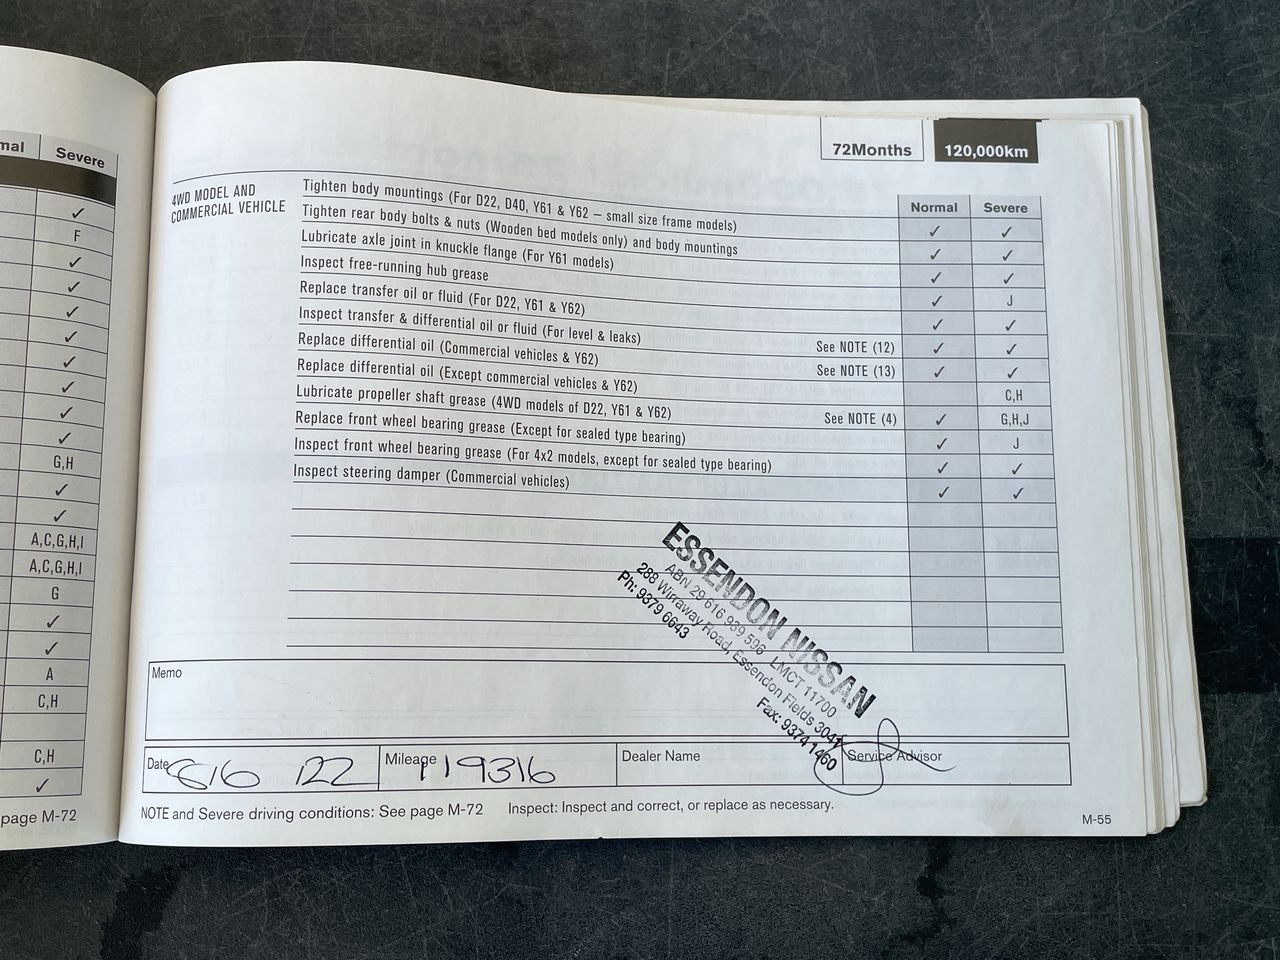 mal Severe
✓
F
✓
✓
✓
✓
✓
✓
✓
G,H
✓
✓
A,C,G,H,I
A,C,G,H,I
G
✓
✓
A
C,H
C,H
✓
page M-72
72Months 120,000km
Normal Severe
4WD MODEL AND
COMMERCIAL VEHICLE
Tighten body mountings (For D22, D40, Y61 & Y62 – small size frame models) ✓ ✓
Tighten rear body bolts & nuts (Wooden bed models only) and body mountings ✓ ✓
Lubricate axle joint in knuckle flange (For Y61 models) ✓ ✓
Inspect free-running hub grease ✓ J
Replace transfer oil or fluid (For D22, Y61 & Y62) ✓ ✓
Inspect transfer & differential oil or fluid (For level & leaks) See NOTE (12) ✓ ✓
Replace differential oil (Commercial vehicles & Y62) See NOTE (13) ✓ ✓
Replace differential oil (Except commercial vehicles & Y62) C,H
Lubricate propeller shaft grease (4WD models of D22, Y61 & Y62) See NOTE (4) ✓ G,H,J
Replace front wheel bearing grease (Except for sealed type bearing) ✓ J
Inspect front wheel bearing grease (For 4x2 models, except for sealed type bearing) ✓ ✓
Inspect steering damper (Commercial vehicles) ✓ ✓
ESSENDON NISSAN
ABN 29 616 939 596 LMCT 11700
288 Wirraway Road, Essendon Fields 3041
Ph: 9379 6643 Fax: 9374 1460
Memo
Date 8/6/22 Mileage 119316 Dealer Name Service Advisor
NOTE and Severe driving conditions: See page M-72 Inspect: Inspect and correct, or replace as necessary.
M-55